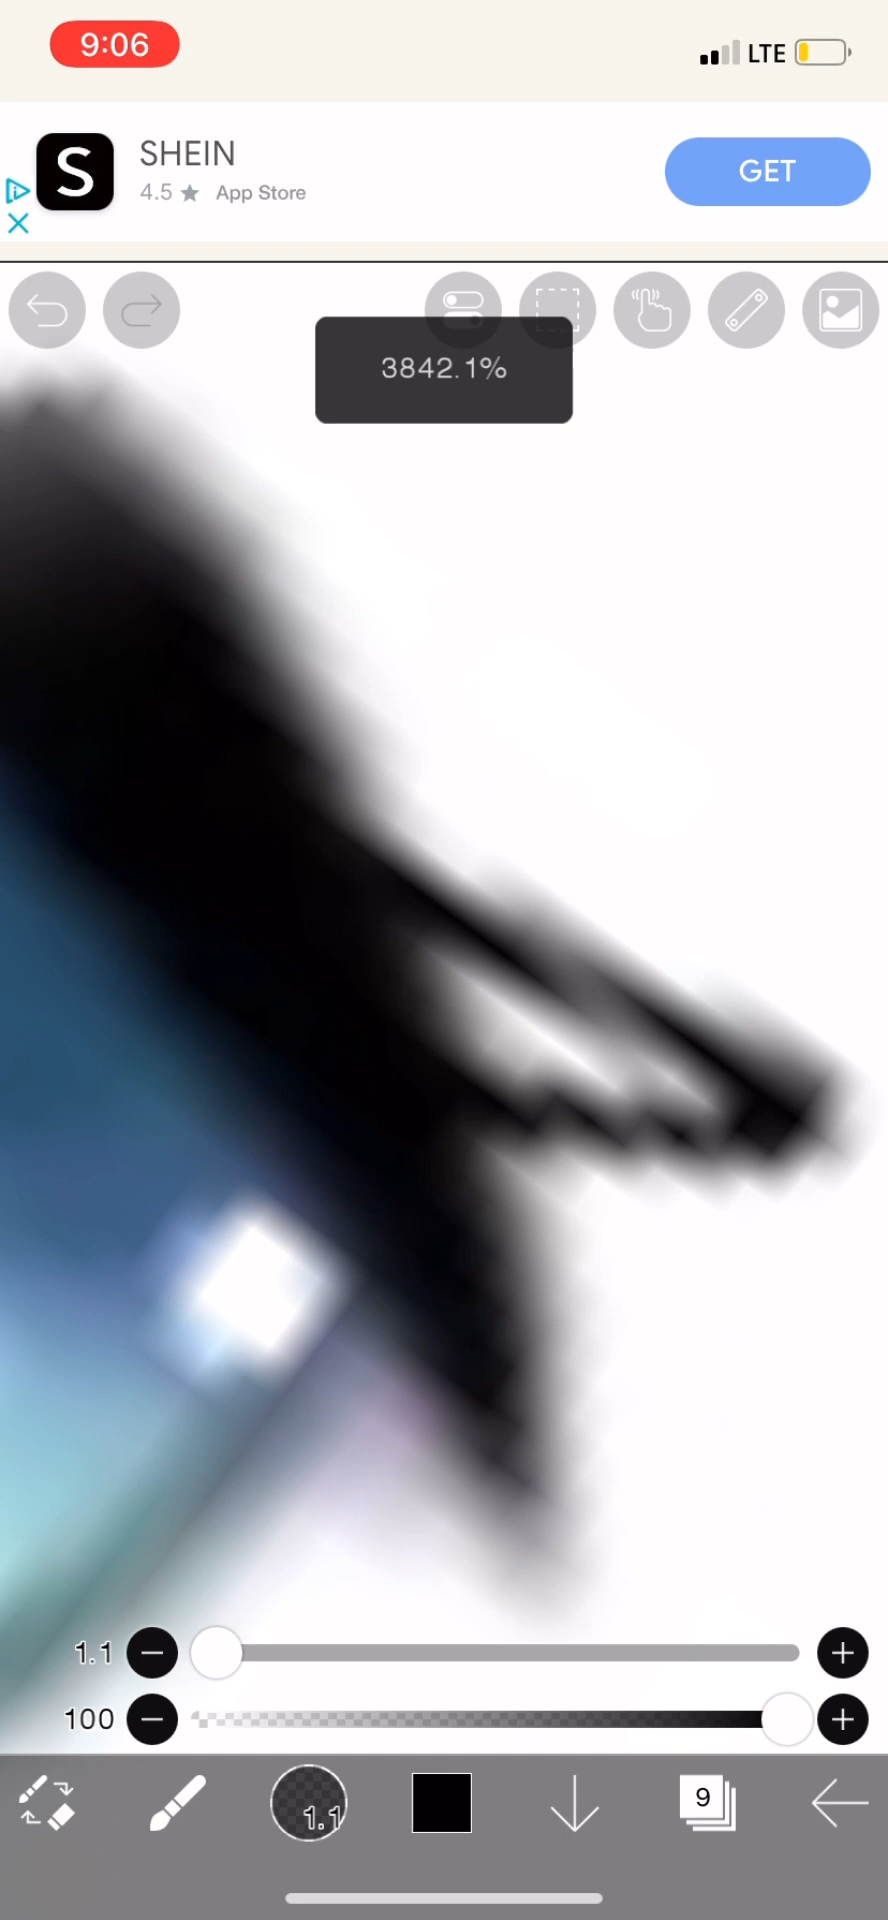 9:06
LTE
S
SHEIN
4.5 ★ App Store
GET
3842.1%
1.1
100
1.1
9